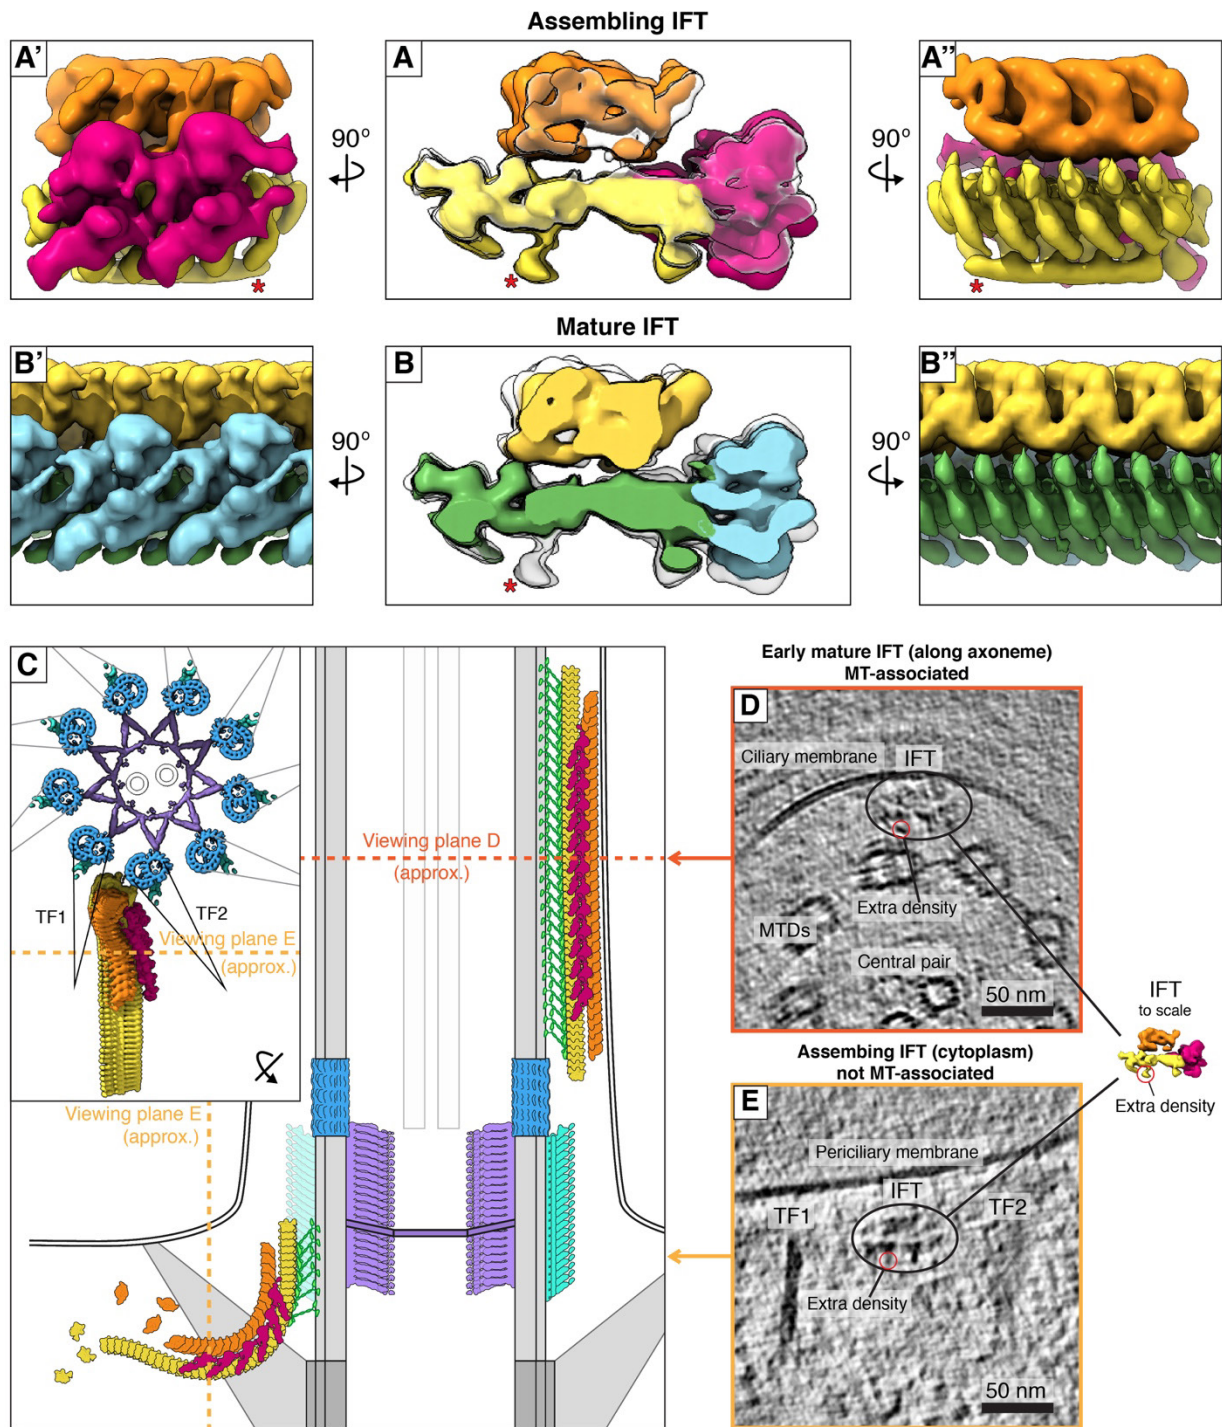 Assembling IFT
A'
90°
A
*
90°
A''
*
*
Mature IFT
B'
90°
B
*
90°
B''
C
TF1
TF2
Viewing plane E
(approx.)
Viewing plane E
(approx.)
Viewing plane D
(approx.)
Early mature IFT (along axoneme)
MT-associated
D
Ciliary membrane
IFT
Extra density
MTDs
Central pair
50 nm
IFT
to scale
Extra density
Assembing IFT (cytoplasm)
not MT-associated
E
Periciliary membrane
IFT
TF1
TF2
Extra density
50 nm